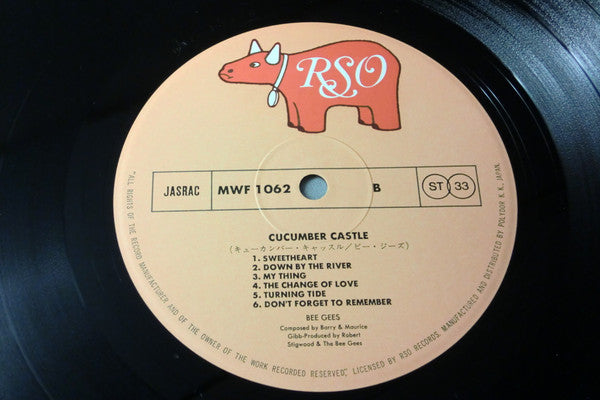 RSO
JASRAC
MWF 1062
B
ST 33
CUCUMBER CASTLE
(キューカンバー・キャッスル/ビー・ジーズ)
1. SWEETHEART
2. DOWN BY THE RIVER
3. MY THING
4. THE CHANGE OF LOVE
5. TURNING TIDE
6. DON'T FORGET TO REMEMBER
BEE GEES
Composed by Barry & Maurice
Gibb-Produced by Robert
Stigwood & The Bee Gees
"ALL RIGHTS OF THE RECORD MANUFACTURER AND OF THE OWNER OF THE WORK RECORDED RESERVED", LICENSED BY RSO RECORDS. MANUFACTURED AND DISTRIBUTED BY POLYDOR K. K. JAPAN